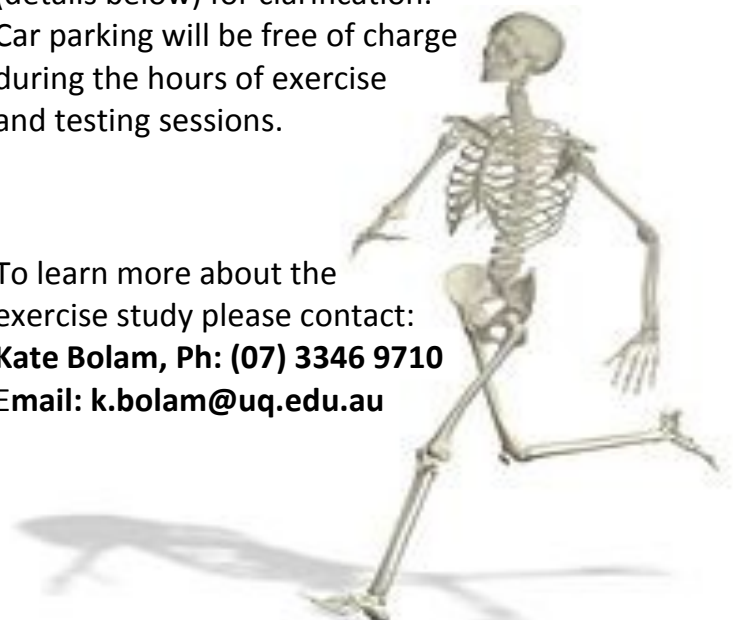 (details below) for clarification.
Car parking will be free of charge
during the hours of exercise
and testing sessions.
To learn more about the
exercise study please contact:
Kate Bolam, Ph: (07) 3346 9710
Email: k.bolam@uq.edu.au